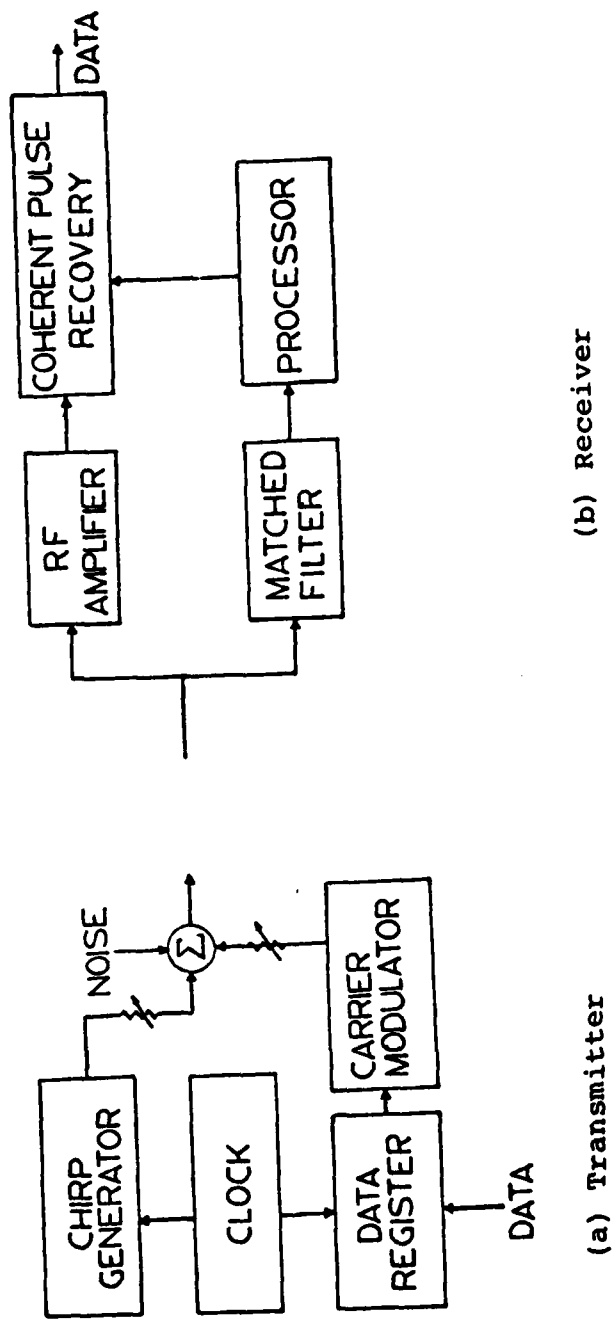 CHIRP
GENERATOR
NOISE
Σ
CLOCK
DATA
REGISTER
CARRIER
MODULATOR
DATA
(a) Transmitter
RF
AMPLIFIER
COHERENT PULSE
RECOVERY
DATA
MATCHED
FILTER
PROCESSOR
(b) Receiver